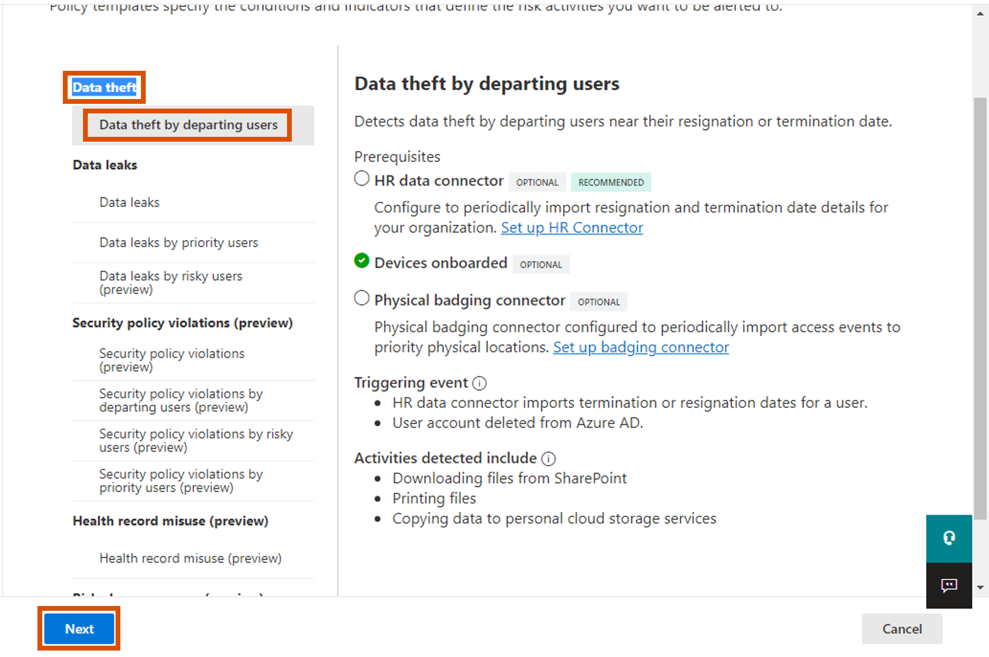 Policy templates specify the conditions and indicators that define the risk activities you want to be alerted to.
Data theft
Data theft by departing users
Data leaks
Data leaks
Data leaks by priority users
Data leaks by risky users
(preview)
Security policy violations (preview)
Security policy violations
(preview)
Security policy violations by
departing users (preview)
Security policy violations by risky
users (preview)
Security policy violations by
priority users (preview)
Health record misuse (preview)
Health record misuse (preview)
Data theft by departing users
Detects data theft by departing users near their resignation or termination date.
Prerequisites
HR data connector OPTIONAL RECOMMENDED
Configure to periodically import resignation and termination date details for
your organization. Set up HR Connector
Devices onboarded OPTIONAL
Physical badging connector OPTIONAL
Physical badging connector configured to periodically import access events to
priority physical locations. Set up badging connector
Triggering event
HR data connector imports termination or resignation dates for a user.
User account deleted from Azure AD.
Activities detected include
Downloading files from SharePoint
Printing files
Copying data to personal cloud storage services
Next
Cancel